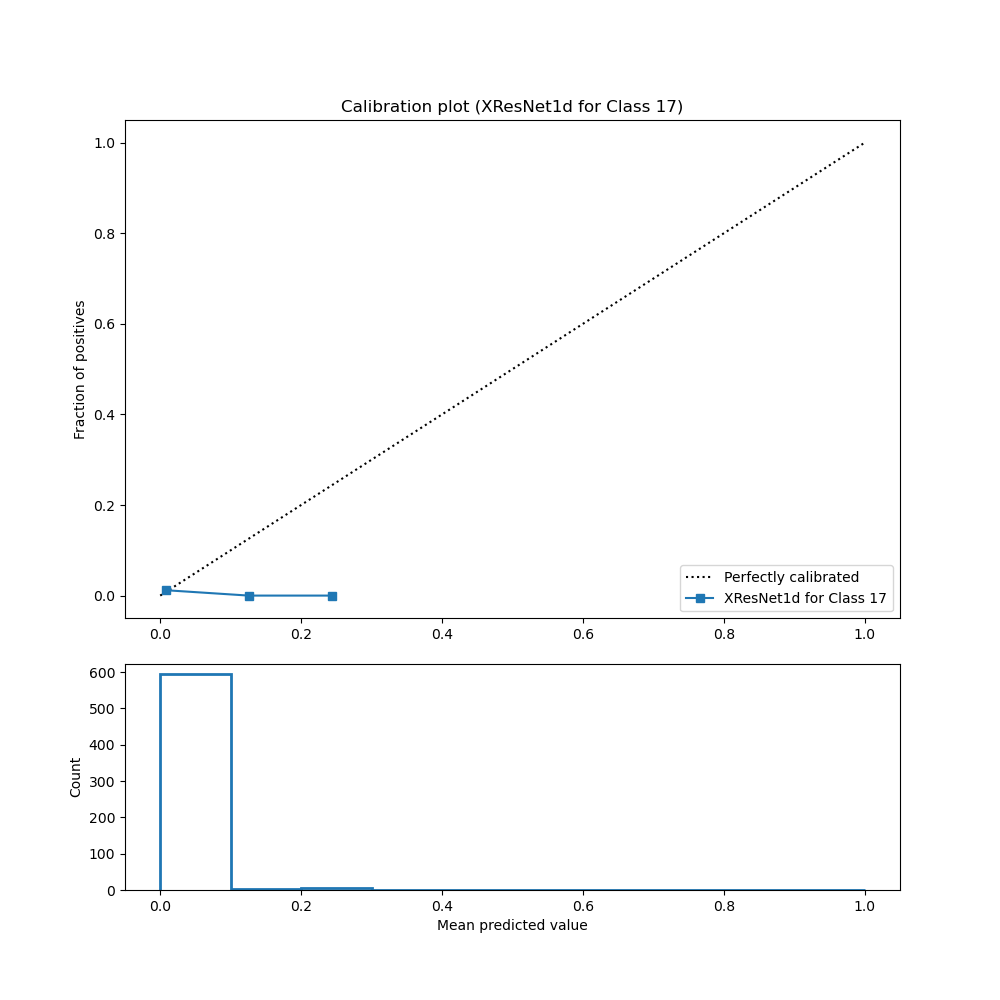 Calibration plot (XResNet1d for Class 17)
1.0
0.8
0.6
0.4
0.2
0.0
Fraction of positives
0.0 0.2 0.4 0.6 0.8 1.0
Perfectly calibrated
XResNet1d for Class 17
600
500
400
300
200
100
0
Count
0.0 0.2 0.4 0.6 0.8 1.0
Mean predicted value